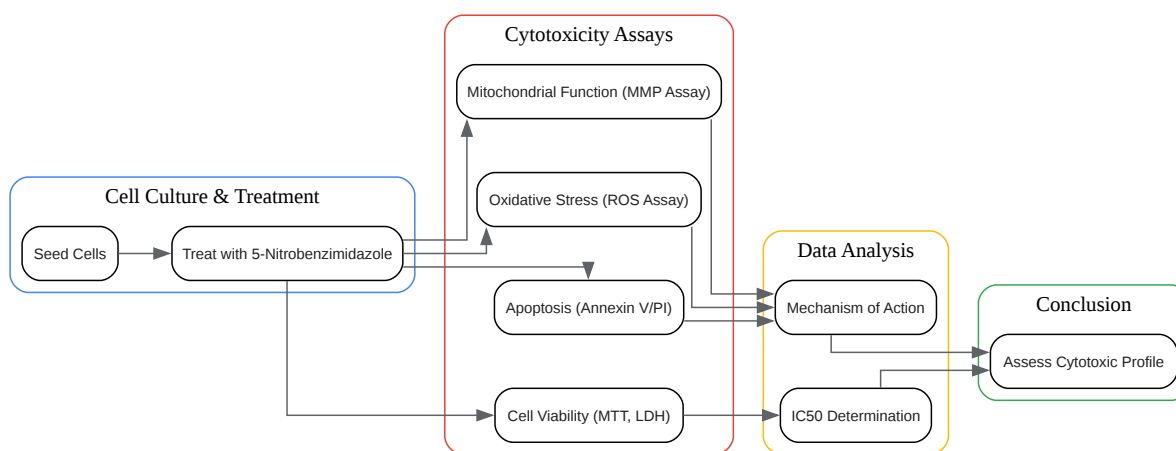 Cell Culture & Treatment
Seed Cells
Treat with 5-Nitrobenzimidazole
Cytotoxicity Assays
Mitochondrial Function (MMP Assay)
Oxidative Stress (ROS Assay)
Apoptosis (Annexin V/PI)
Cell Viability (MTT, LDH)
Data Analysis
Mechanism of Action
IC50 Determination
Conclusion
Assess Cytotoxic Profile